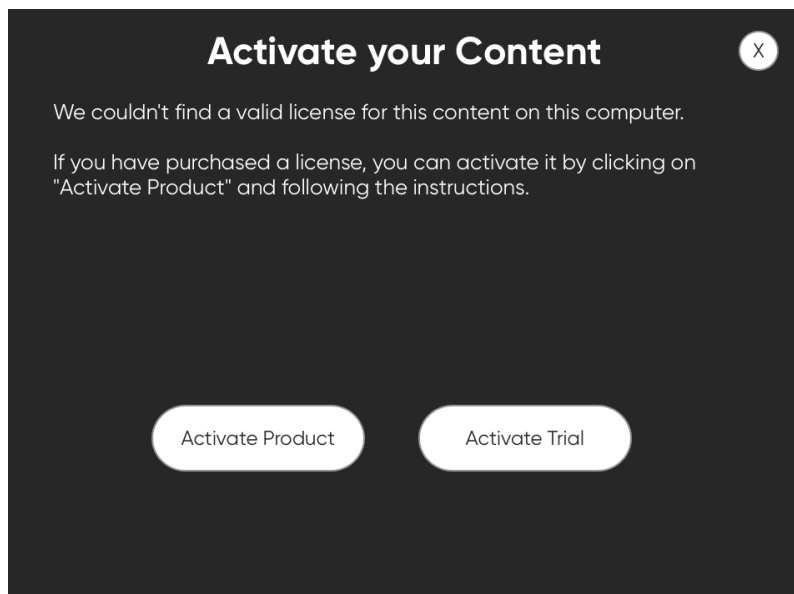 Activate your Content
X
We couldn't find a valid license for this content on this computer.
If you have purchased a license, you can activate it by clicking on
"Activate Product" and following the instructions.
Activate Product
Activate Trial